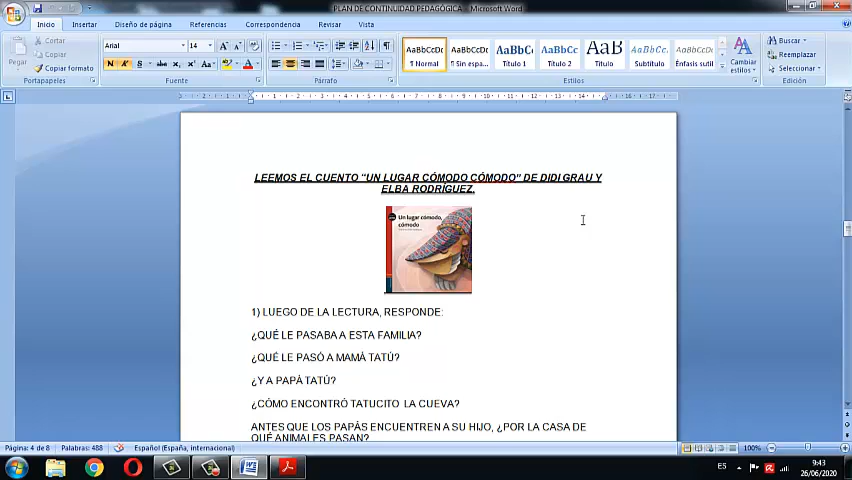 PLAN DE CONTINUIDAD PEDAGÓGICA - Microsoft Word
Inicio Insertar Diseño de página Referencias Correspondencia Revisar Vista
Pegar
Cortar
Copiar
Copiar formato
Portapapeles
Arial 14
Fuente
Párrafo
AaBbCcDc AaBbCcDc AaBbCc AaBbCc AaB AaBbCc. AaBbCcDc
¶ Normal ¶ Sin espa... Título 1 Título 2 Título Subtítulo Énfasis sutil
Cambiar estilos
Estilos
Buscar
Reemplazar
Seleccionar
Edición
LEEMOS EL CUENTO "UN LUGAR CÓMODO CÓMODO" DE DIDI GRAU Y
ELBA RODRÍGUEZ.
Un lugar cómodo,
cómodo
1) LUEGO DE LA LECTURA, RESPONDE:
¿QUÉ LE PASABA A ESTA FAMILIA?
¿QUÉ LE PASÓ A MAMÁ TATÚ?
¿Y A PAPÁ TATÚ?
¿CÓMO ENCONTRÓ TATUCITO LA CUEVA?
ANTES QUE LOS PAPÁS ENCUENTREN A SU HIJO, ¿POR LA CASA DE
QUÉ ANIMALES PASAN?
Página: 4 de 8 Palabras: 488 Español (España, internacional) 100%
ES 9:43
26/06/2020